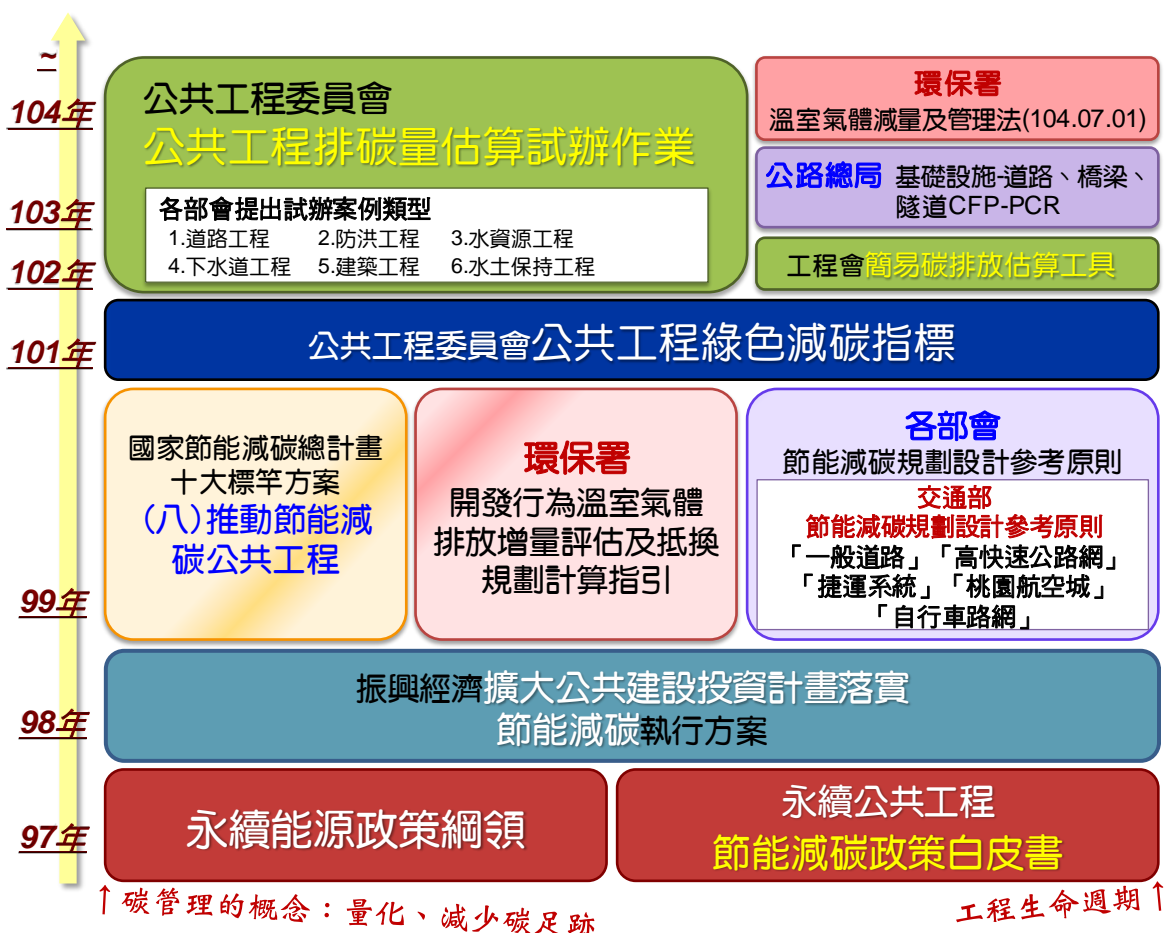 ~
104年
公共工程委員會
公共工程排碳量估算試辦作業
環保署
溫室氣體減量及管理法(104.07.01)
103年
各部會提出試辦案例類型
1.道路工程 2.防洪工程 3.水資源工程
4.下水道工程 5.建築工程 6.水土保持工程
公路總局 基礎設施-道路、橋梁、
隧道CFP-PCR
102年
工程會簡易碳排放估算工具
101年
公共工程委員會公共工程綠色減碳指標
國家節能減碳總計畫
十大標竿方案
(八)推動節能減
碳公共工程
環保署
開發行為溫室氣體
排放增量評估及抵換
規劃計算指引
各部會
節能減碳規劃設計參考原則
交通部
節能減碳規劃設計參考原則
「一般道路」「高快速公路網」
「捷運系統」「桃園航空城」
「自行車路網」
99年
振興經濟擴大公共建設投資計畫落實
節能減碳執行方案
98年
永續能源政策綱領
永續公共工程
節能減碳政策白皮書
97年
↑碳管理的概念：量化、減少碳足跡
工程生命週期↑